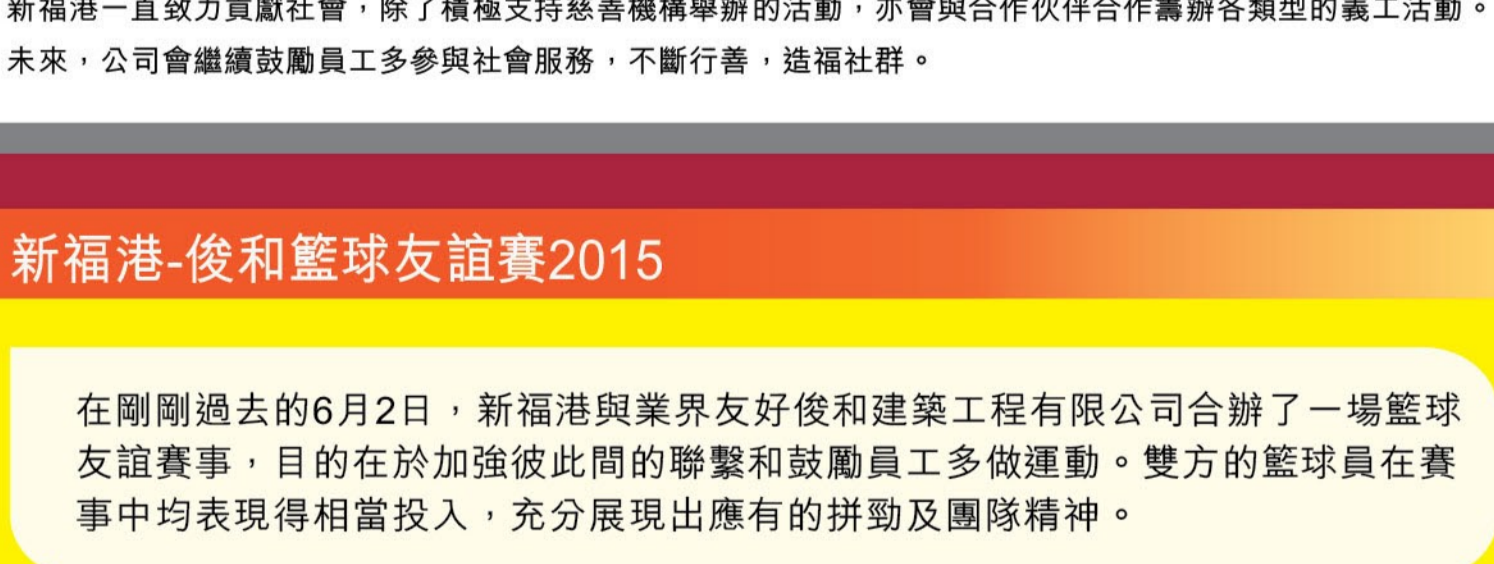 新福港一直致力貢獻社會，除了積極支持慈善機構舉辦的活動，亦會與合作伙伴合作籌辦各類型的義工活動。
未來，公司會繼續鼓勵員工多參與社會服務，不斷行善，造福社群。
新福港-俊和籃球友誼賽2015
在剛剛過去的6月2日，新福港與業界友好俊和建築工程有限公司合辦了一場籃球
友誼賽事，目的在於加強彼此間的聯繫和鼓勵員工多做運動。雙方的籃球員在賽
事中均表現得相當投入，充分展現出應有的拼勁及團隊精神。